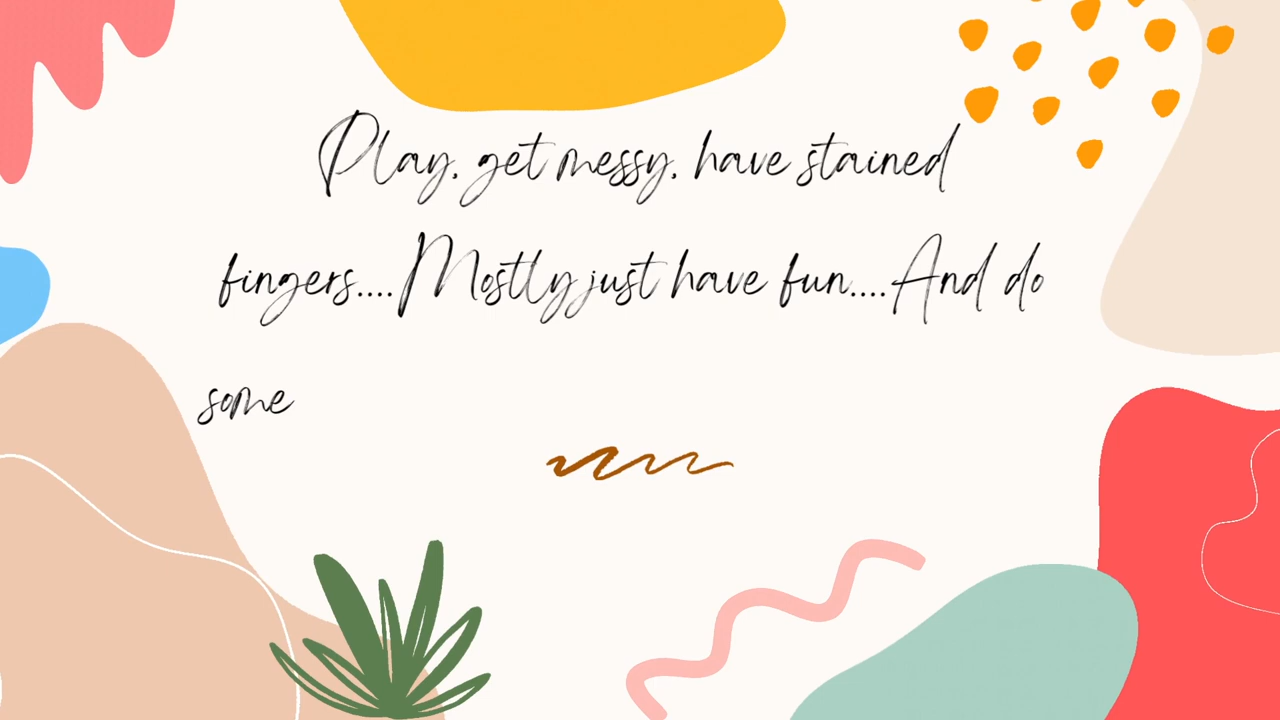 Play, get messy, have stained
fingers....Mostly just have fun....And do
some